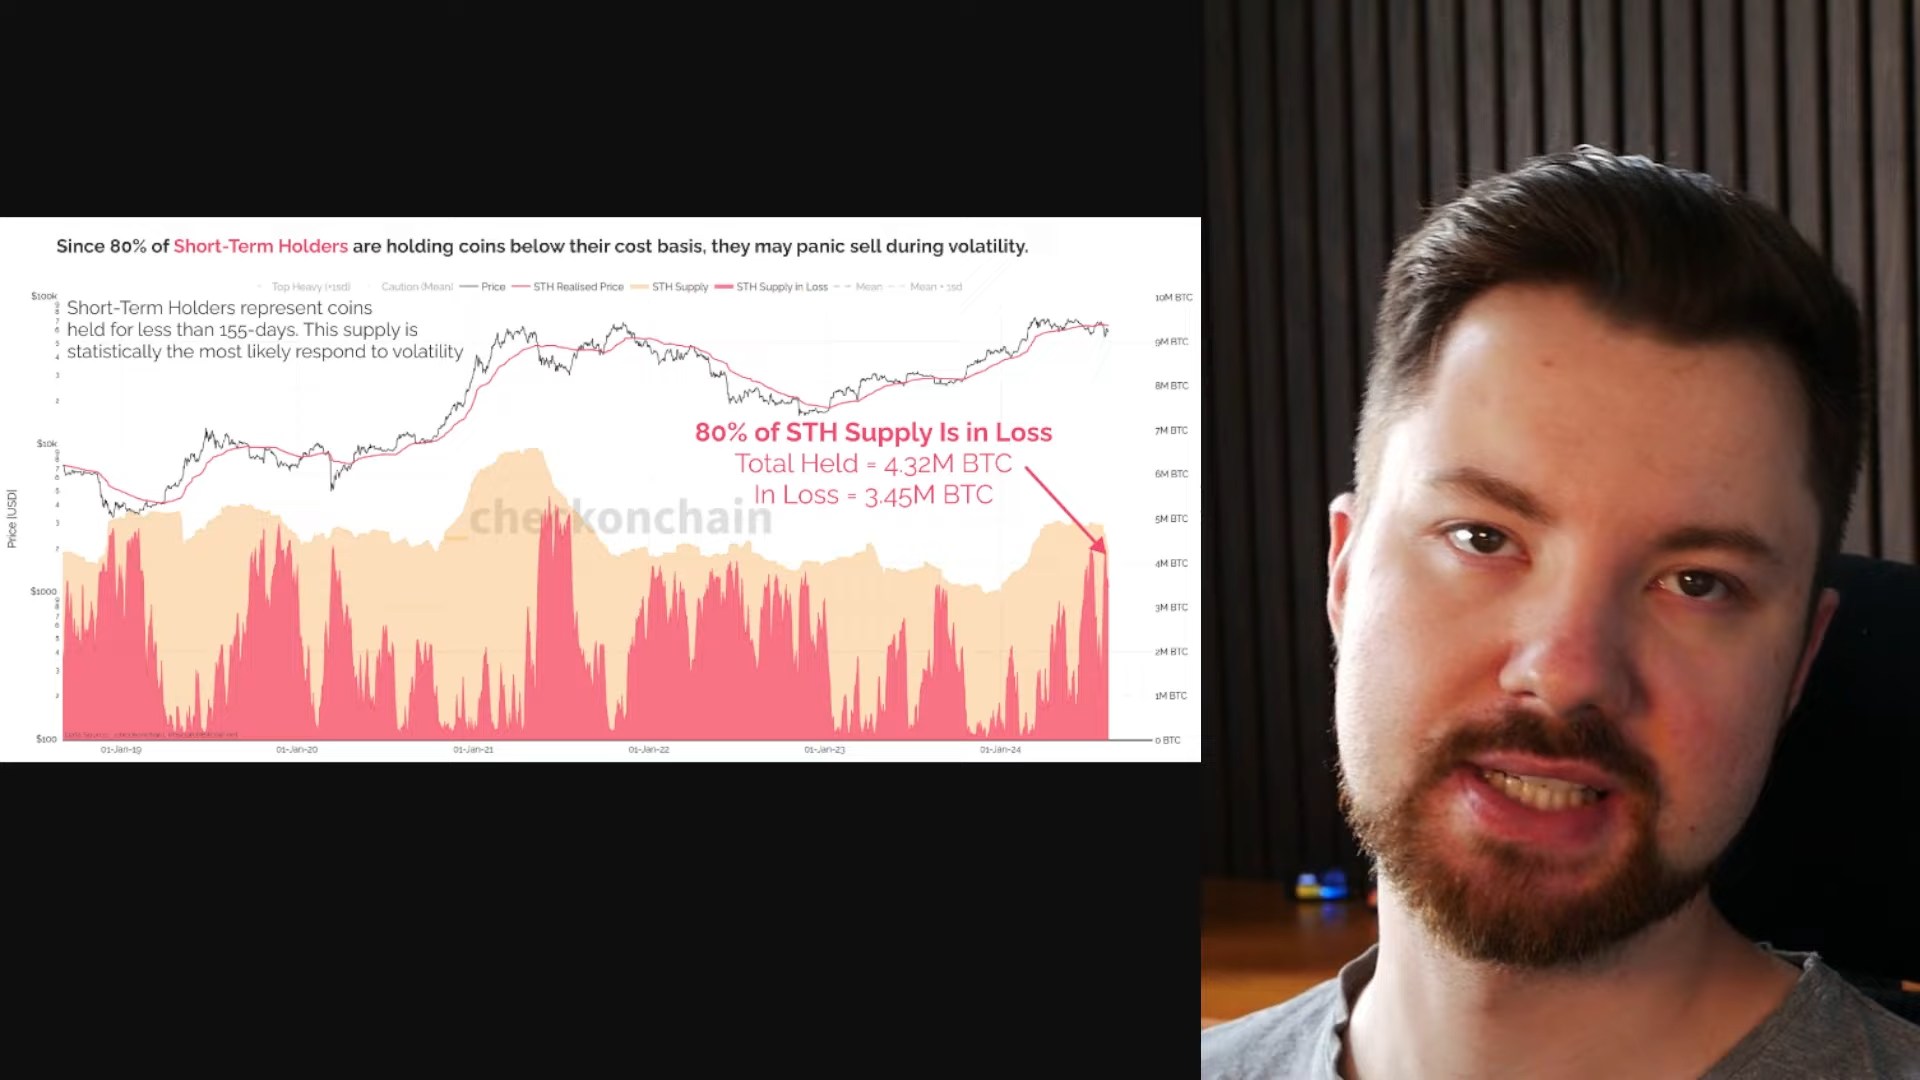 Since 80% of Short-Term Holders are holding coins below their cost basis, they may panic sell during volatility.
Top Heavy (+1sd) Caution (Mean) Price STH Realised Price STH Supply STH Supply in Loss Mean Mean + 1sd
Short-Term Holders represent coins
held for less than 155-days. This supply is
statistically the most likely respond to volatility
80% of STH Supply Is in Loss
Total Held = 4.32M BTC
In Loss = 3.45M BTC
_checkonchain
Price [USD]
$100k
$10k
$1000
$100
10M BTC
9M BTC
8M BTC
7M BTC
6M BTC
5M BTC
4M BTC
3M BTC
2M BTC
1M BTC
0 BTC
01-Jan-19 01-Jan-20 01-Jan-21 01-Jan-22 01-Jan-23 01-Jan-24